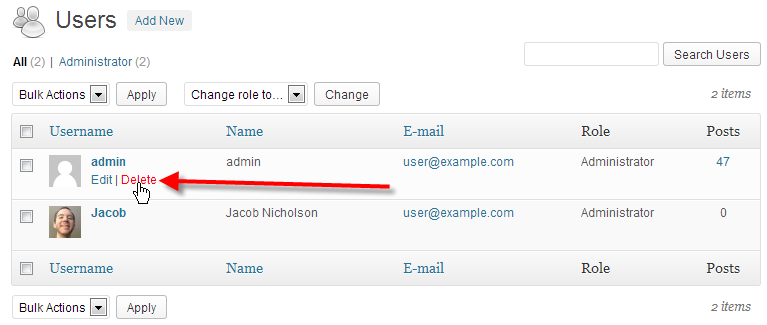 Users Add New
Search Users
All (2) | Administrator (2)
Bulk Actions Apply Change role to... Change 2 items
Username Name E-mail Role Posts
admin admin user@example.com Administrator 47
Edit | Delete
Jacob Jacob Nicholson user@example.com Administrator 0
Username Name E-mail Role Posts
Bulk Actions Apply 2 items